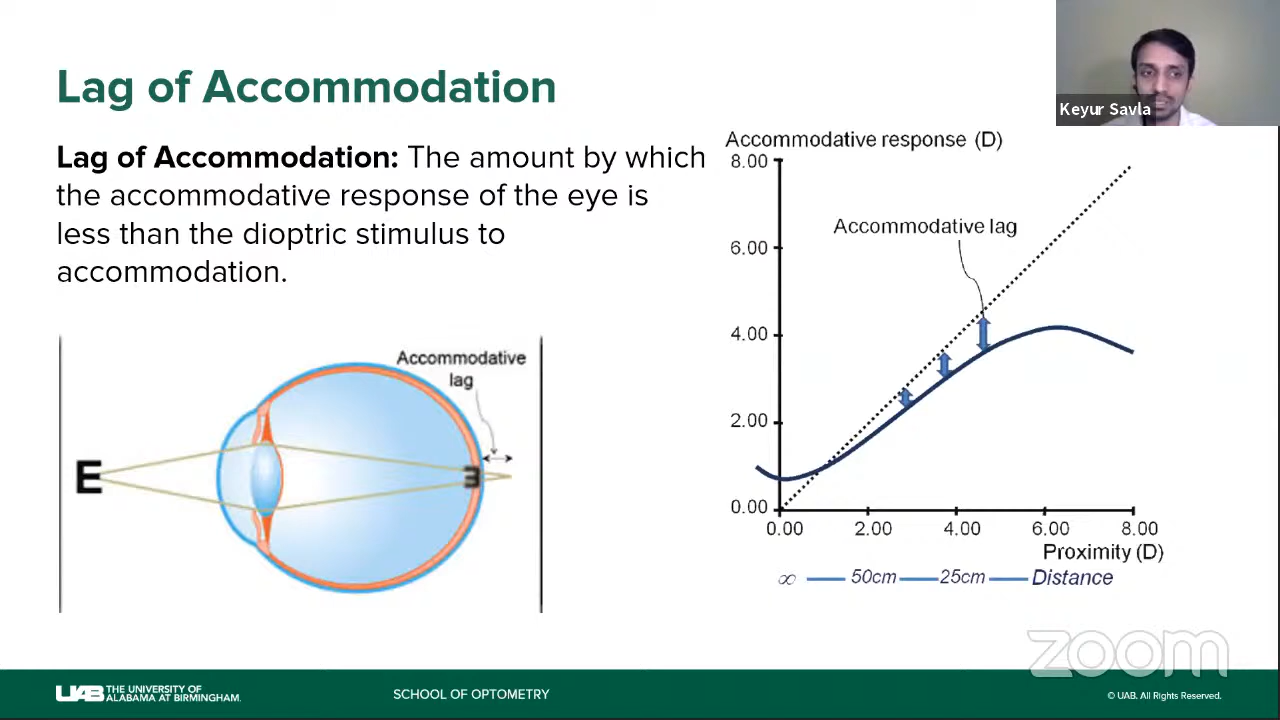 Lag of Accommodation
Keyur Savla
Lag of Accommodation: The amount by which
the accommodative response of the eye is
less than the dioptric stimulus to
accommodation.
Accommodative
lag
E
E
Accommodative response (D)
8.00
Accommodative lag
6.00
4.00
2.00
0.00
0.00 2.00 4.00 6.00 8.00
Proximity (D)
∞ 50cm 25cm Distance
zoom
UAB THE UNIVERSITY OF
ALABAMA AT BIRMINGHAM.
SCHOOL OF OPTOMETRY
© UAB. All Rights Reserved.